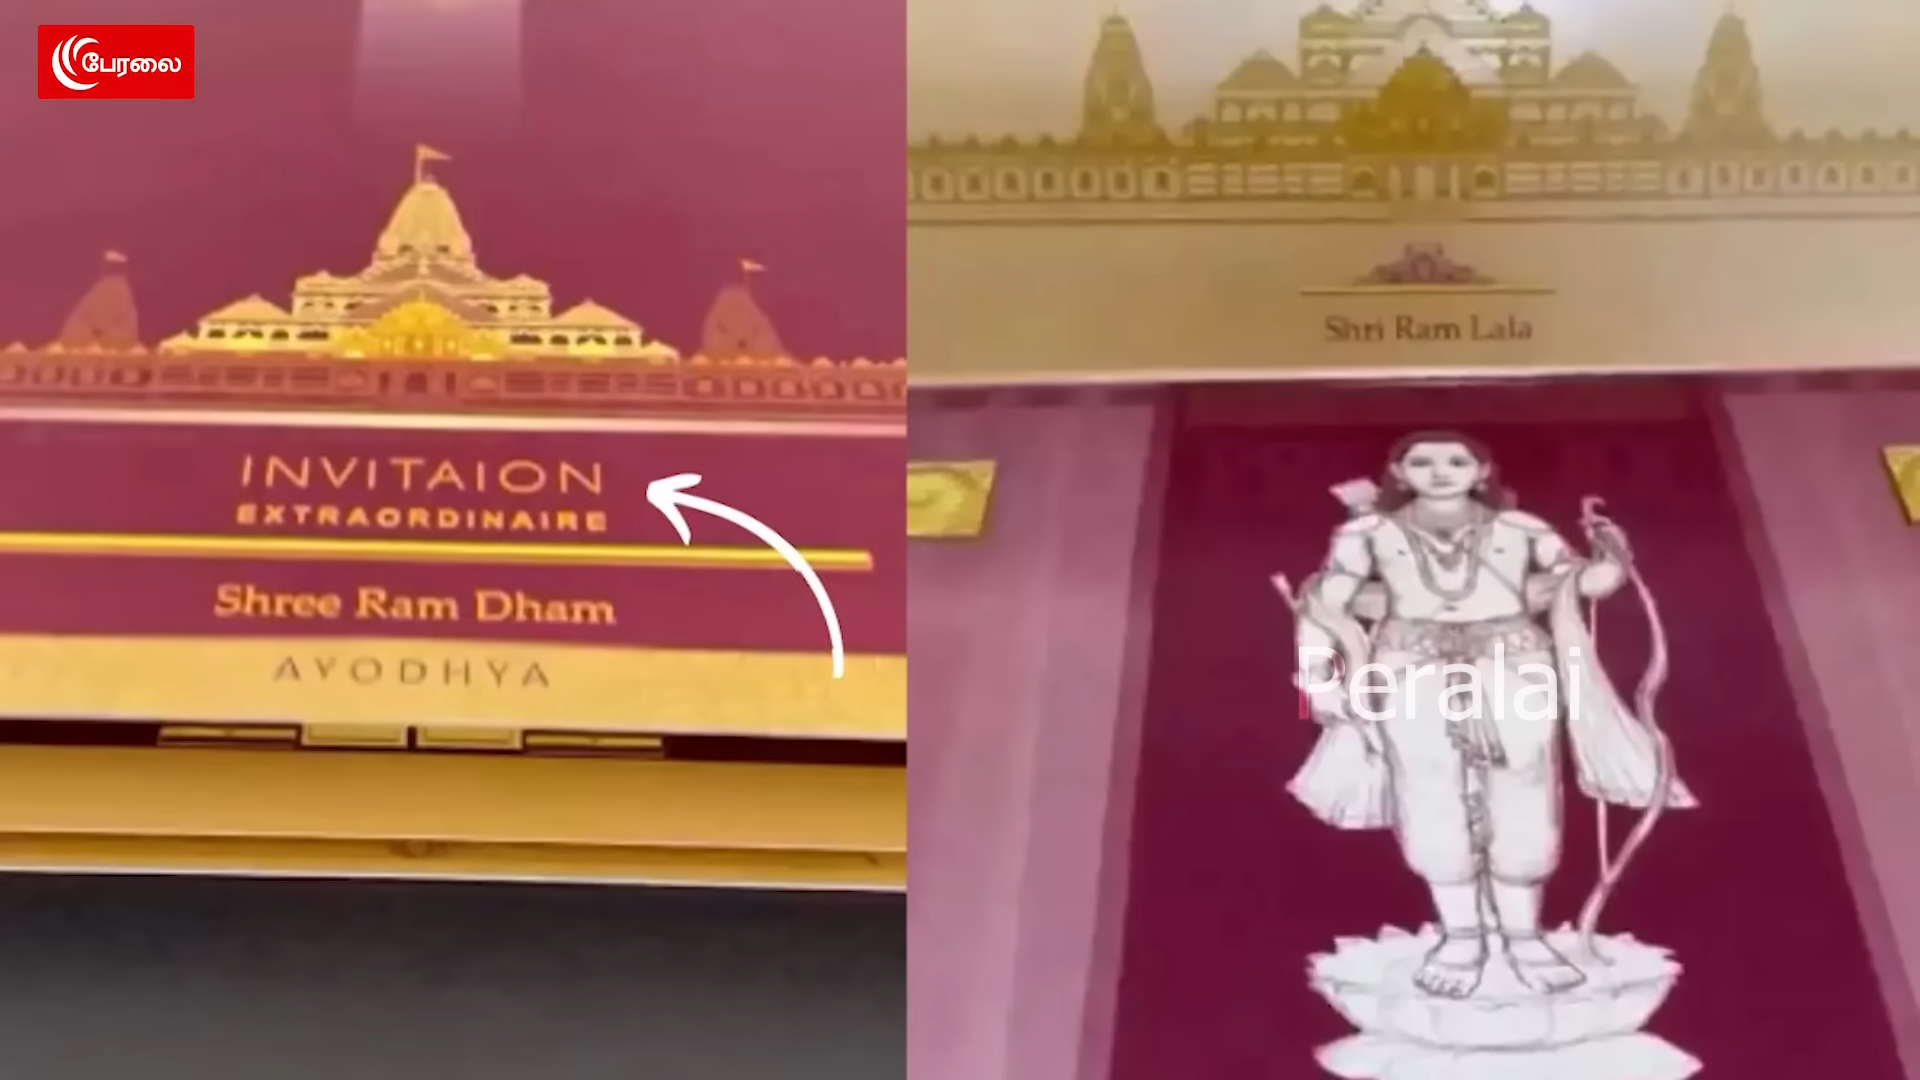 பேரலை
INVITAION
EXTRAORDINAIRE
Shree Ram Dham
AYODHYA
Shri Ram Lala
Peralai